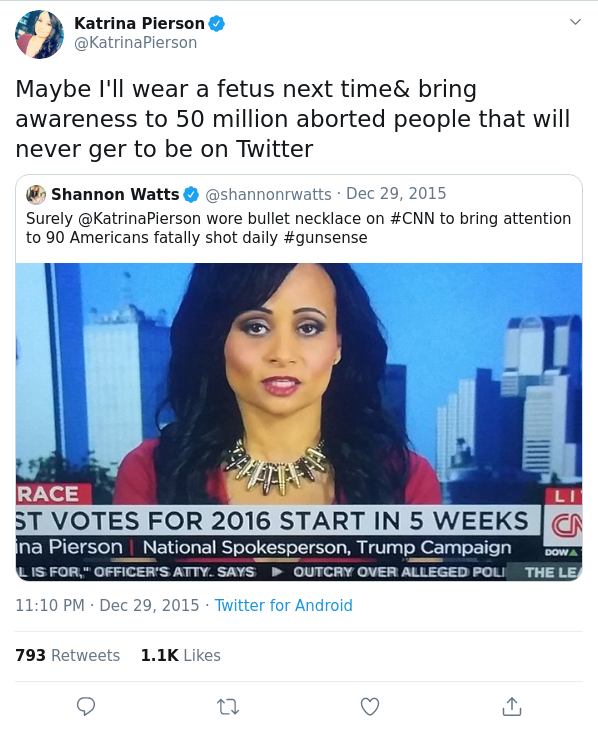 Katrina Pierson
@KatrinaPierson
Maybe I'll wear a fetus next time& bring
awareness to 50 million aborted people that will
never ger to be on Twitter
Shannon Watts @shannonrwatts · Dec 29, 2015
Surely @KatrinaPierson wore bullet necklace on #CNN to bring attention
to 90 Americans fatally shot daily #gunsense
RACE
LI
ST VOTES FOR 2016 START IN 5 WEEKS
CN
ina Pierson | National Spokesperson, Trump Campaign
DOW
L IS FOR," OFFICER'S ATTY. SAYS ▶ OUTCRY OVER ALLEGED POLI
THE LEA
11:10 PM · Dec 29, 2015 · Twitter for Android
793 Retweets 1.1K Likes